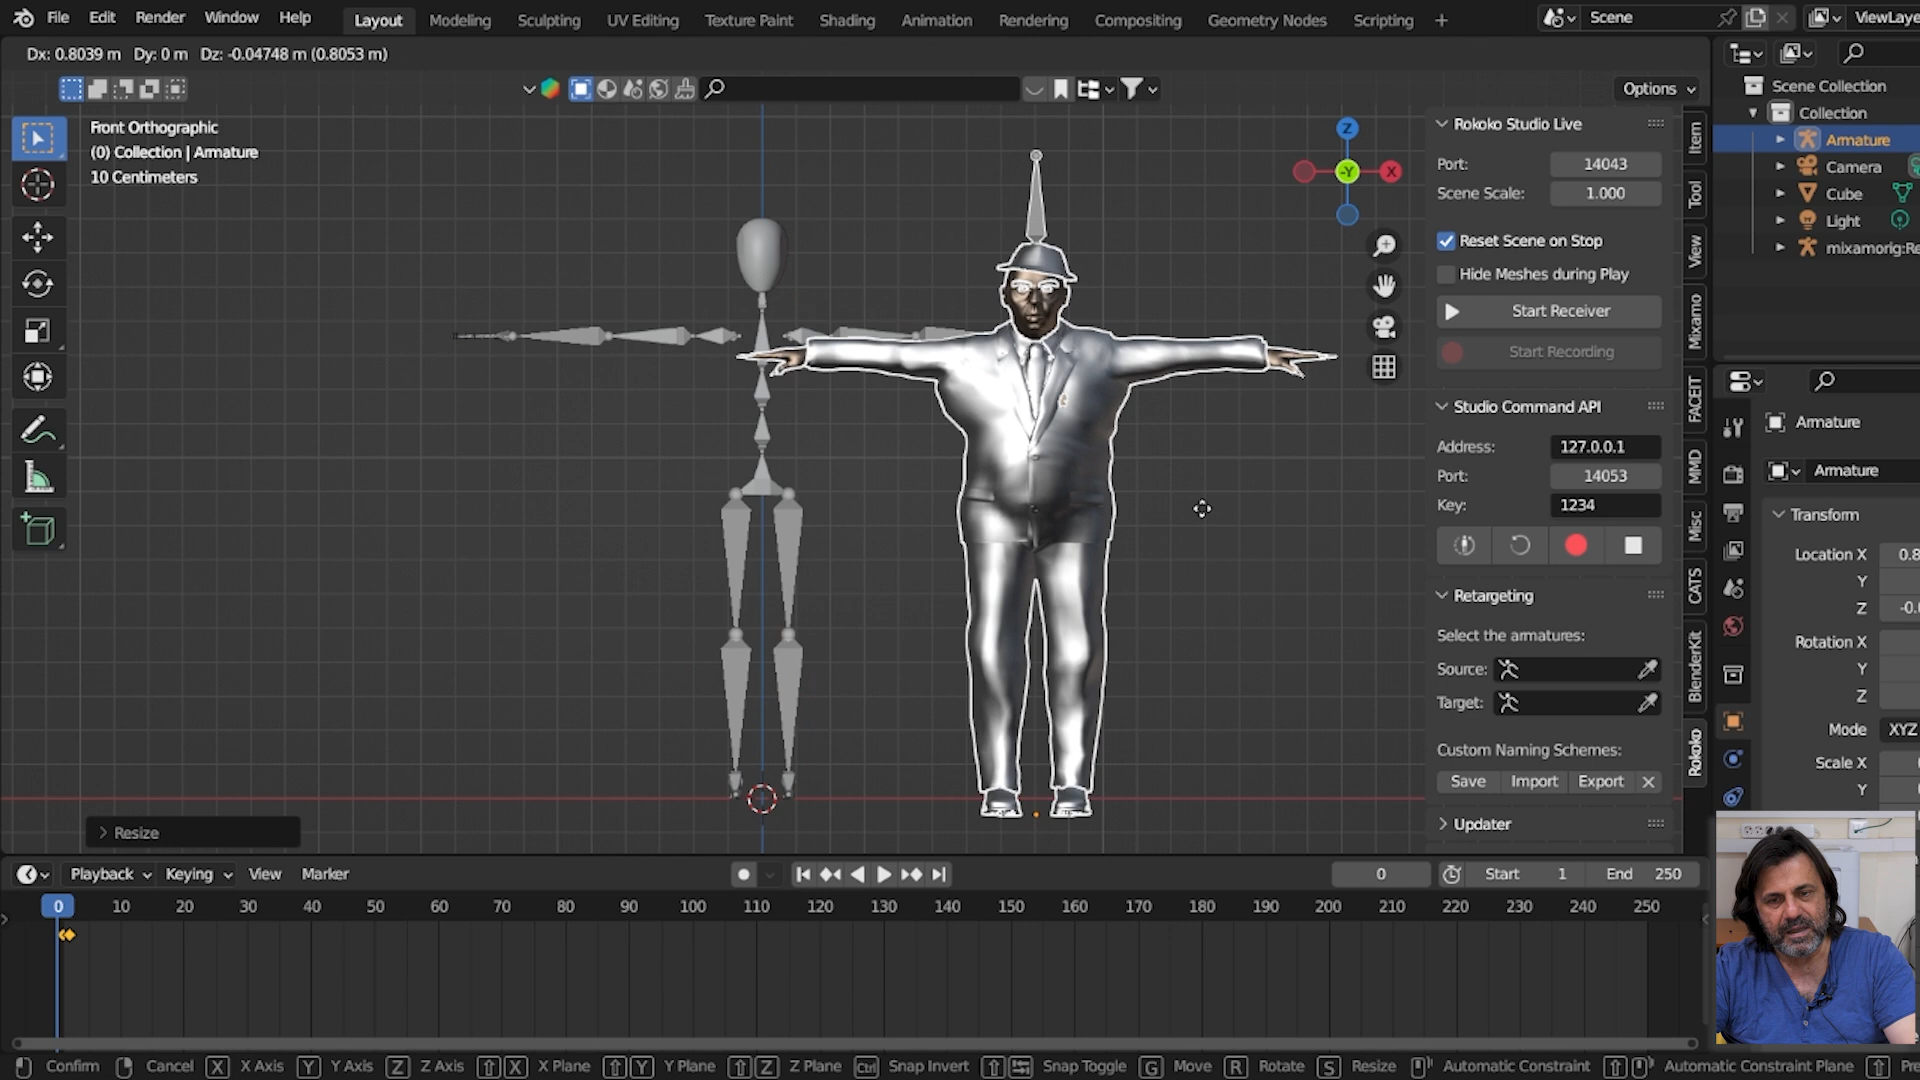 File Edit Render Window Help Layout Modeling Sculpting UV Editing Texture Paint Shading Animation Rendering Compositing Geometry Nodes Scripting + Scene
Dx: 0.8039 m Dy: 0 m Dz: -0.04748 m (0.8053 m)
Options
Front Orthographic
(0) Collection | Armature
10 Centimeters
Z
-Y
X
Rokoko Studio Live
Port: 14043
Scene Scale: 1.000
Reset Scene on Stop
Hide Meshes during Play
Start Receiver
Start Recording
Studio Command API
Address: 127.0.0.1
Port: 14053
Key: 1234
Retargeting
Select the armatures:
Source:
Target:
Custom Naming Schemes:
Save Import Export
Updater
Item
Tool
View
Mixamo
FACEIT
MMD
Misc
CATS
BlenderKit
Rokoko
Scene Collection
Collection
Armature
Camera
Cube
Light
Armature
Armature
Transform
Location X 0.8
Y
Z -0.
Rotation X
Y
Z
Mode XYZ
Scale X
Y
Resize
Playback Keying View Marker 0 Start 1 End 250
0 10 20 30 40 50 60 70 80 90 100 110 120 130 140 150 160 170 180 190 200 210 220 230 240 250
Confirm Cancel X X Axis Y Y Axis Z Z Axis X X Plane Y Y Plane Z Z Plane Ctrl Snap Invert Snap Toggle G Move R Rotate S Resize Automatic Constraint Automatic Constraint Plane